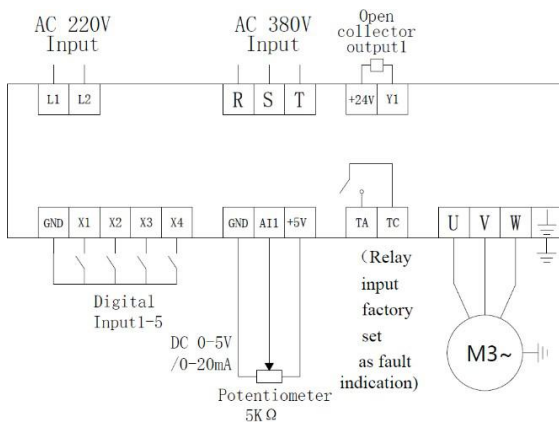 AC 220V
Input
AC 380V
Input
Open
collector
output1
L1 L2
R S T
+24V Y1
GND X1 X2 X3 X4
GND AI1 +5V
TA TC
U V W
Digital
Input1-5
DC 0-5V
/0-20mA
Potentiometer
5KΩ
(Relay
input
factory
set
as fault
indication)
M3~